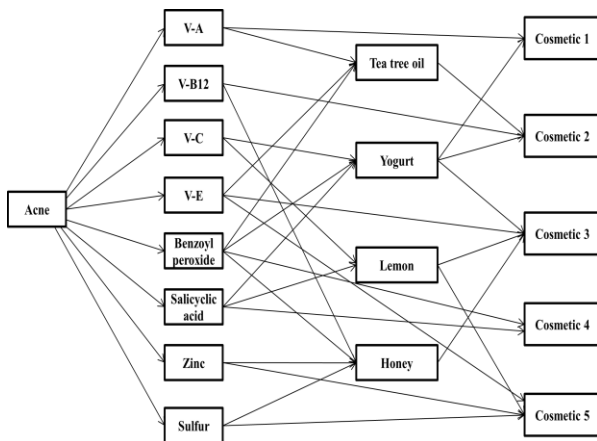 Acne
V-A
V-B12
V-C
V-E
Benzoyl
peroxide
Salicyclic
acid
Zinc
Sulfur
Tea tree oil
Yogurt
Lemon
Honey
Cosmetic 1
Cosmetic 2
Cosmetic 3
Cosmetic 4
Cosmetic 5